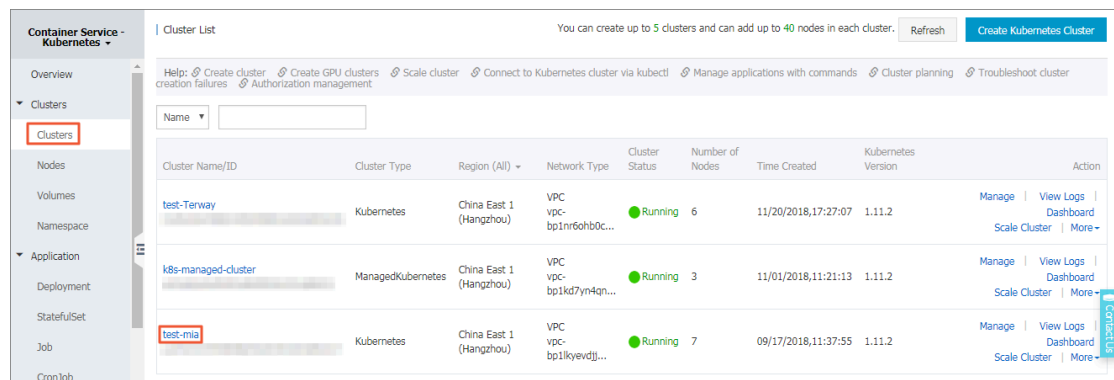 Container Service -
Kubernetes
Overview
Clusters
Clusters
Nodes
Volumes
Namespace
Application
Deployment
StatefulSet
Job
CronJob
Cluster List
You can create up to 5 clusters and can add up to 40 nodes in each cluster.
Refresh
Create Kubernetes Cluster
Help: Create cluster Create GPU clusters Scale cluster Connect to Kubernetes cluster via kubectl Manage applications with commands Cluster planning Troubleshoot cluster
creation failures Authorization management
Name
Cluster Name/ID Cluster Type Region (All) Network Type Cluster Status Number of Nodes Time Created Kubernetes Version Action
test-Terway
Kubernetes
China East 1
(Hangzhou)
VPC
vpc-
bp1nr6ohb0c...
Running
6
11/20/2018,17:27:07
1.11.2
Manage | View Logs |
Dashboard
Scale Cluster | More
k8s-managed-cluster
ManagedKubernetes
China East 1
(Hangzhou)
VPC
vpc-
bp1kd7yn4qn...
Running
3
11/01/2018,11:21:13
1.11.2
Manage | View Logs |
Dashboard
Scale Cluster | More
test-mia
Kubernetes
China East 1
(Hangzhou)
VPC
vpc-
bp1lkyevdjj...
Running
7
09/17/2018,11:37:55
1.11.2
Manage | View Logs |
Dashboard
Scale Cluster | More
Contact Us